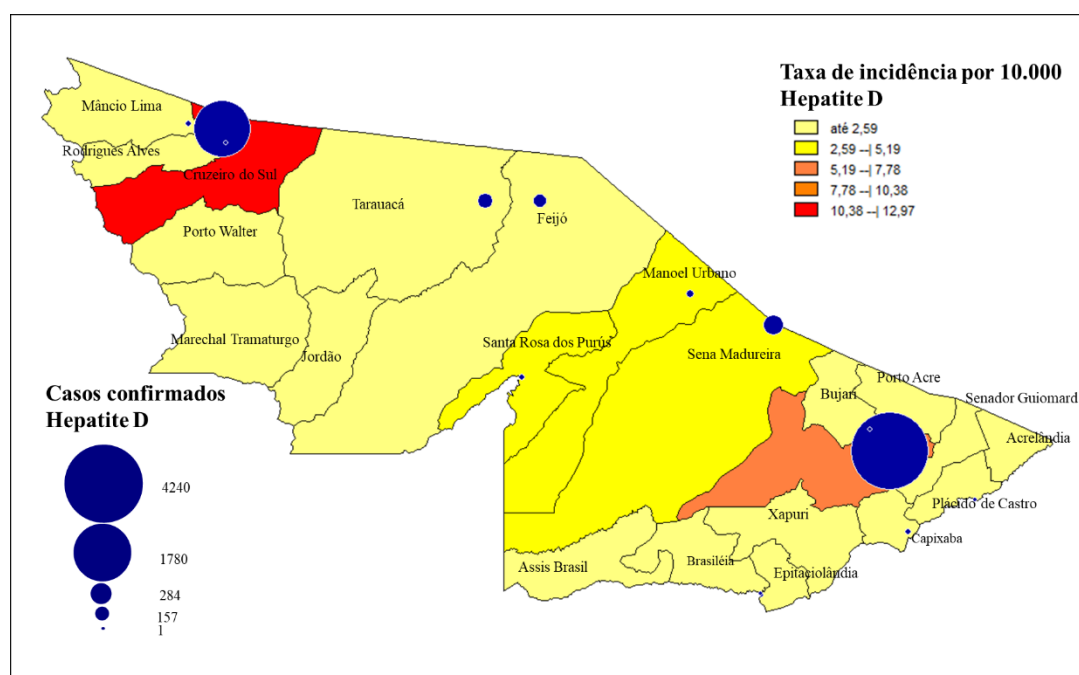 Taxa de incidência por 10.000
Hepatite D
até 2,59
2,59 --| 5,19
5,19 --| 7,78
7,78 --| 10,38
10,38 --| 12,97
Mâncio Lima
Rodrigues Alves
Cruzeiro do Sul
Tarauacá
Feijó
Porto Walter
Manoel Urbano
Marechal Tramaturgo
Jordão
Santa Rosa dos Purús
Sena Madureira
Porto Acre
Bujari
Senador Guiomard
Acrelândia
Plácido de Castro
Xapuri
Capixaba
Assis Brasil
Brasiléia
Epitaciolândia
Casos confirmados
Hepatite D
4240
1780
284
157
1